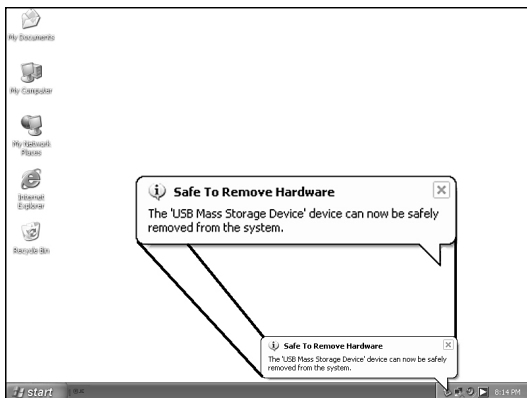 My Documents
My Computer
My Network
Places
Internet
Explorer
Recycle Bin
Safe To Remove Hardware
The 'USB Mass Storage Device' device can now be safely
removed from the system.
Safe To Remove Hardware
The 'USB Mass Storage Device' device can now be safely
removed from the system.
start
8:14 PM